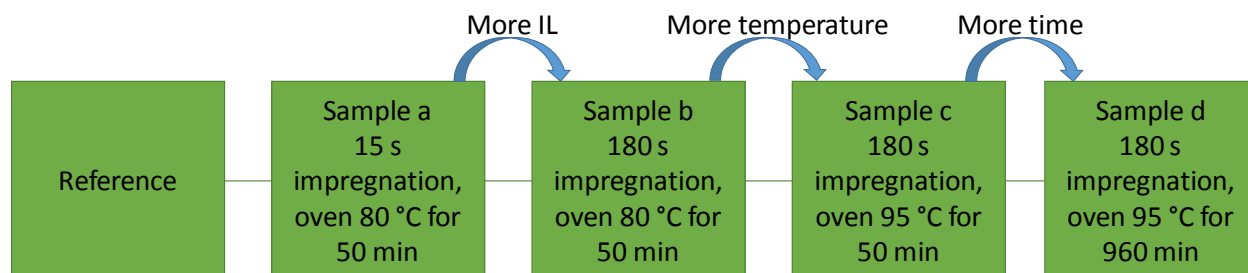 More IL
More temperature
More time
Reference
Sample a
15 s
impregnation,
oven 80 °C for
50 min
Sample b
180 s
impregnation,
oven 80 °C for
50 min
Sample c
180 s
impregnation,
oven 95 °C for
50 min
Sample d
180 s
impregnation,
oven 95 °C for
960 min